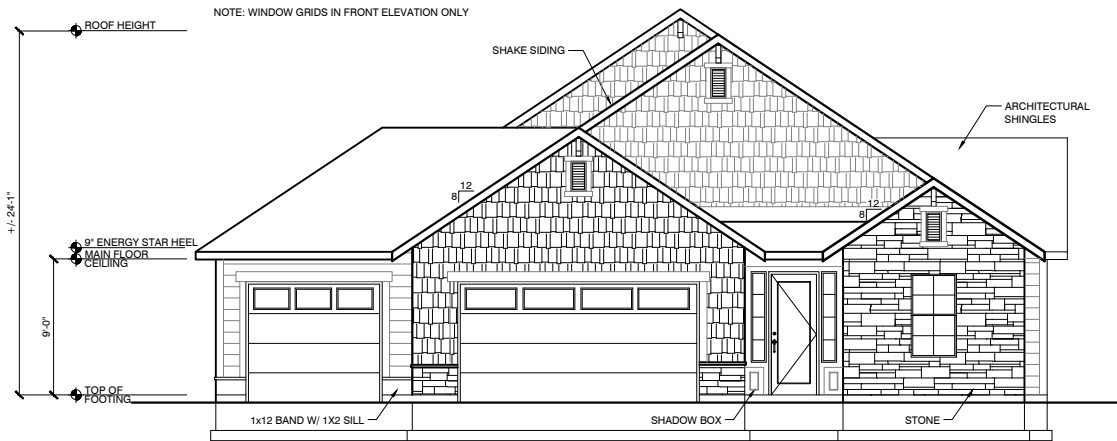 NOTE: WINDOW GRIDS IN FRONT ELEVATION ONLY
ROOF HEIGHT
SHAKE SIDING
ARCHITECTURAL
SHINGLES
12
8
12
8
+/- 24'-1"
9" ENERGY STAR HEEL
MAIN FLOOR
CEILING
9'-0"
TOP OF
FOOTING
1x12 BAND W/ 1X2 SILL
SHADOW BOX
STONE